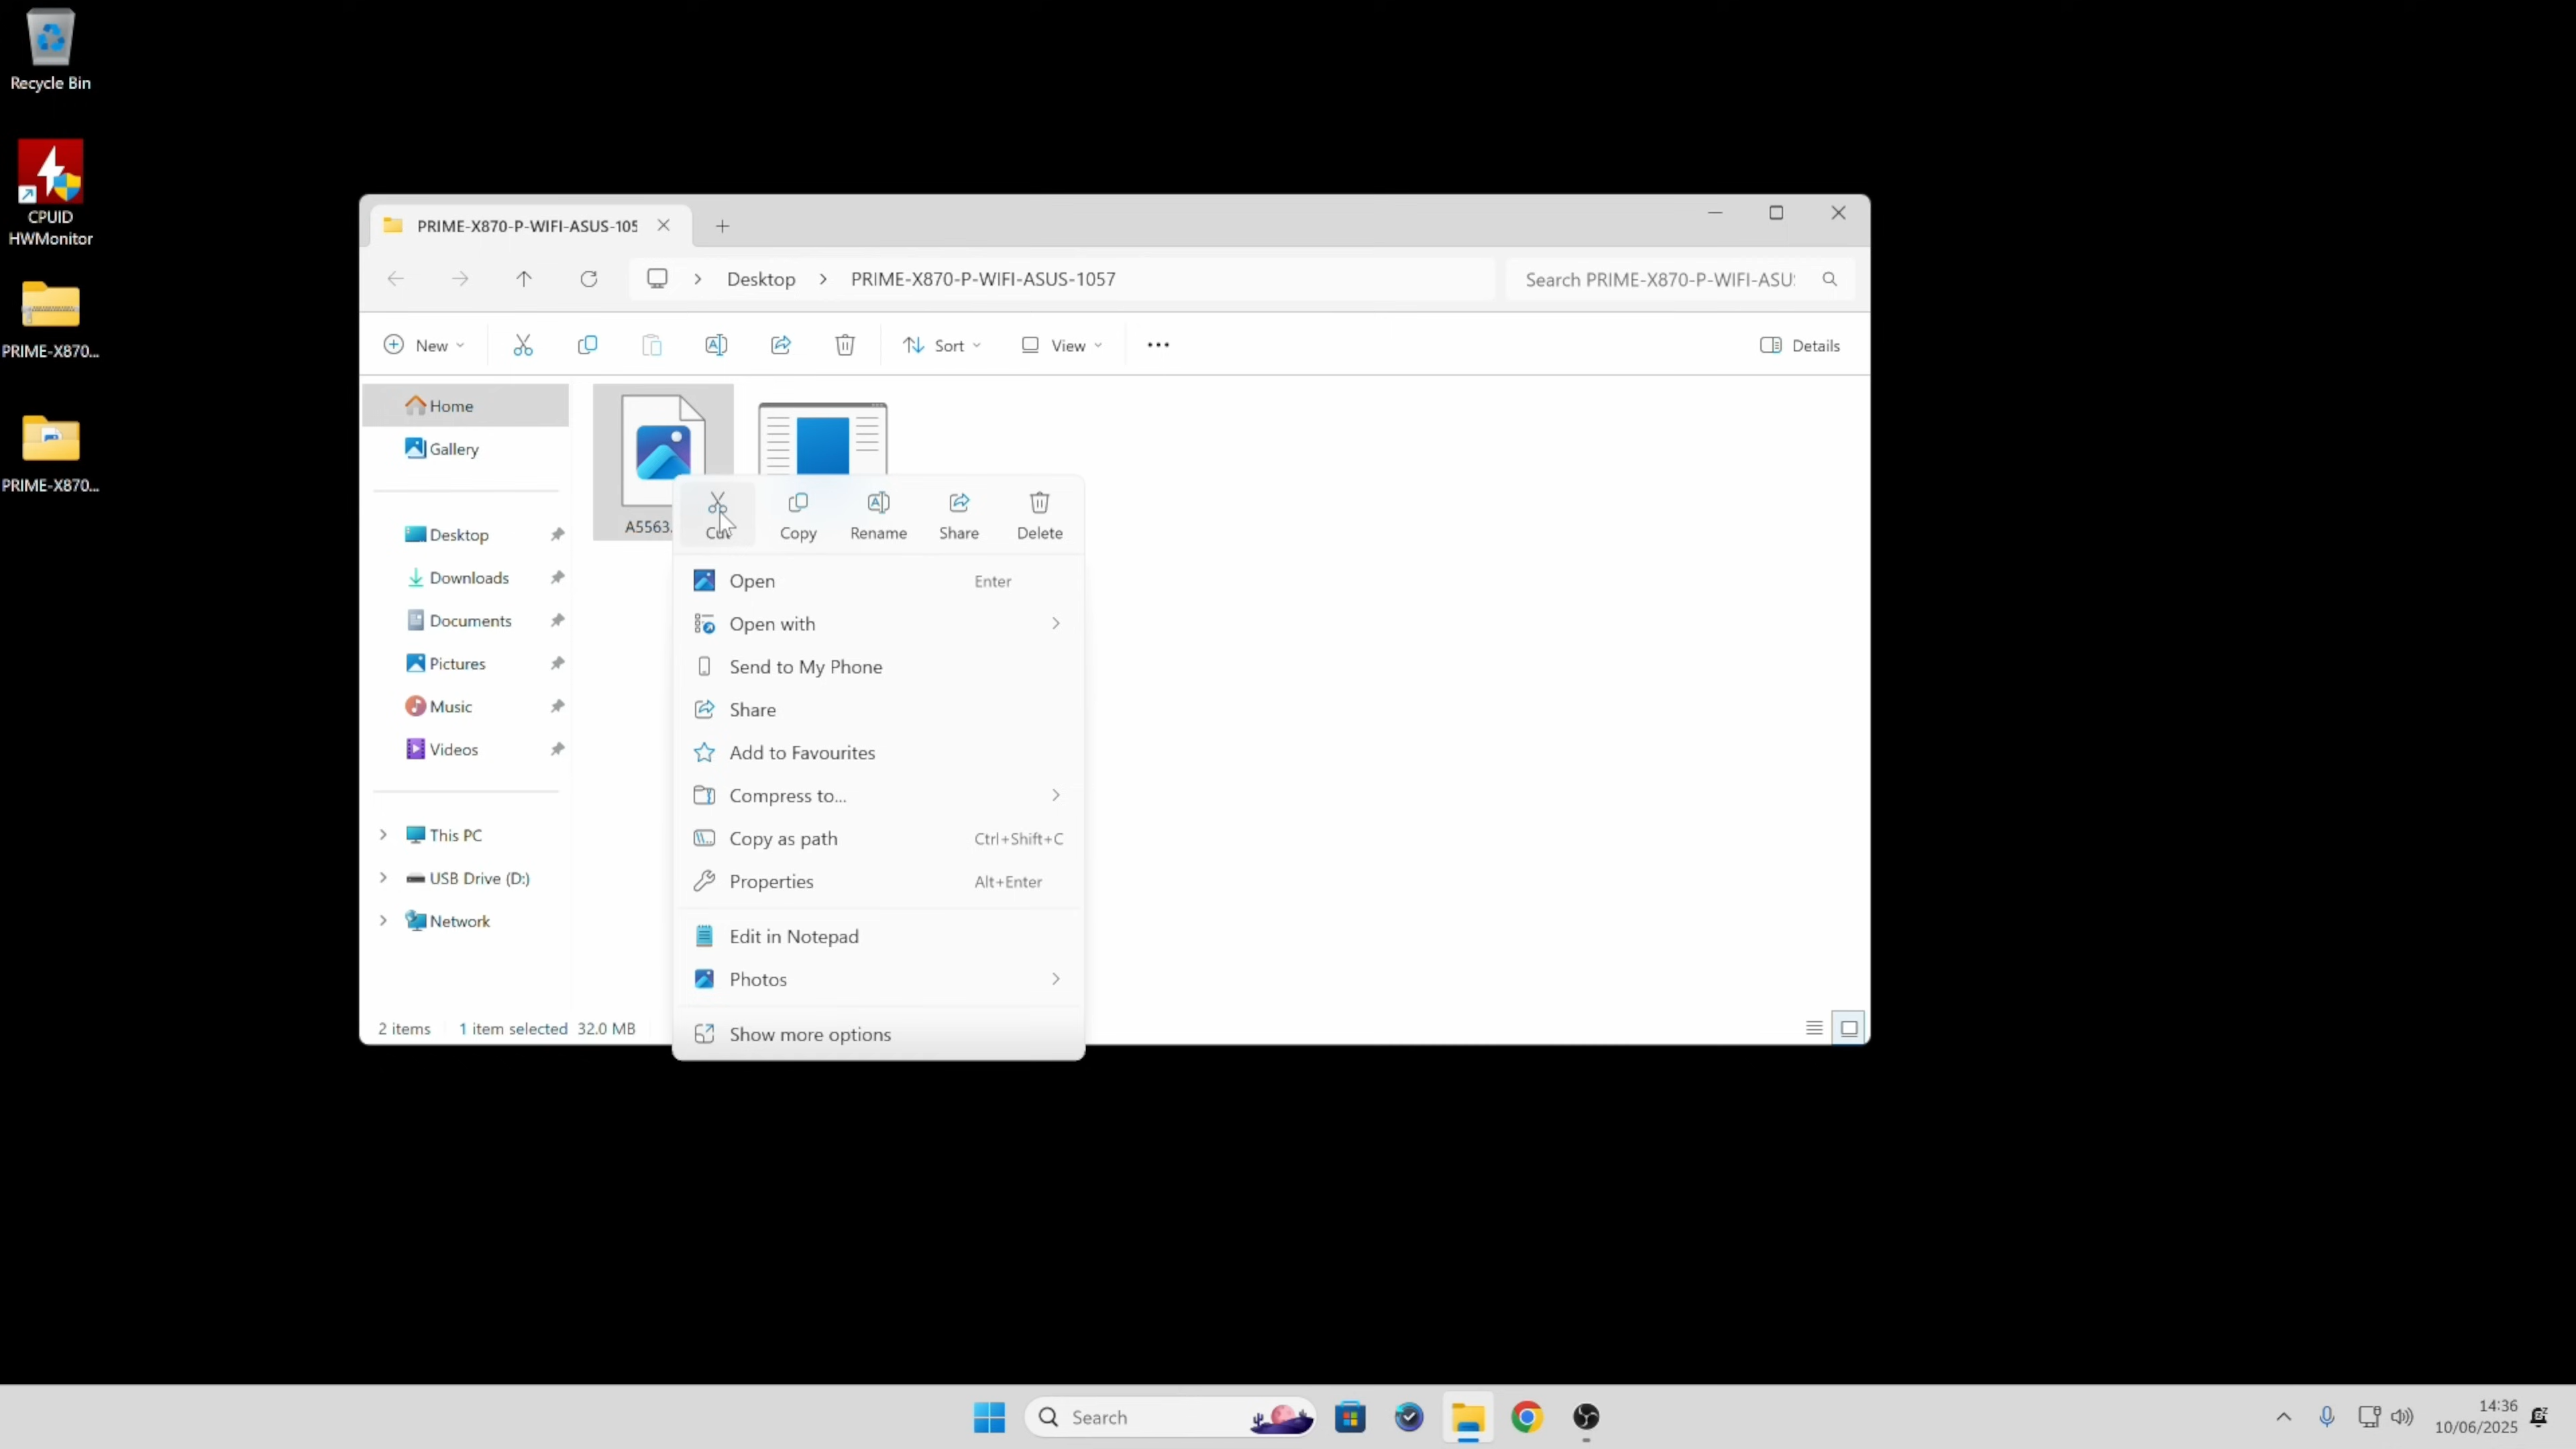 Recycle Bin
CPUID
HWMonitor
PRIME-X870...
PRIME-X870...
PRIME-X870-P-WIFI-ASUS-105
Desktop
PRIME-X870-P-WIFI-ASUS-1057
Search PRIME-X870-P-WIFI-ASU
New
Sort
View
Details
Home
Gallery
Desktop
Downloads
Documents
Pictures
Music
Videos
This PC
USB Drive (D:)
Network
A5563.
Cut
Copy
Rename
Share
Delete
Open Enter
Open with
Send to My Phone
Share
Add to Favourites
Compress to...
Copy as path Ctrl+Shift+C
Properties Alt+Enter
Edit in Notepad
Photos
Show more options
2 items 1 item selected 32.0 MB
Search
14:36
10/06/2025